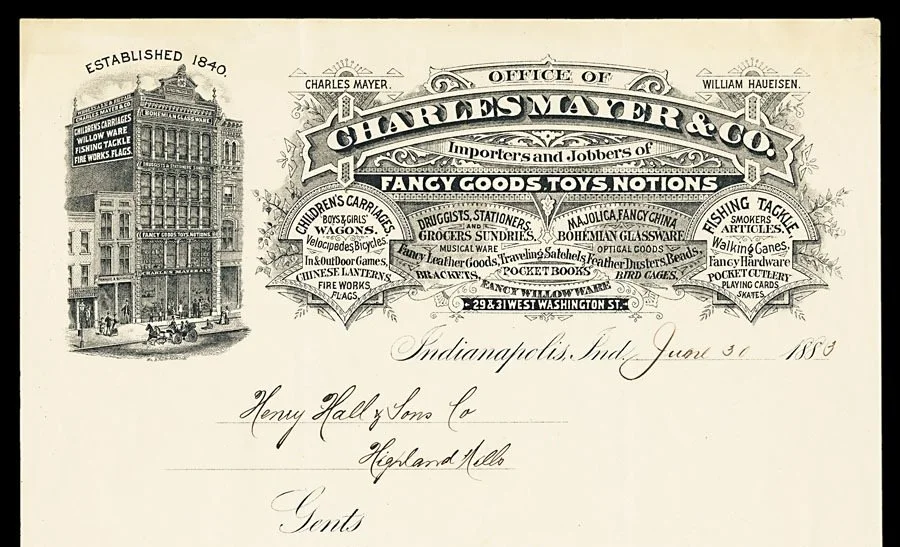 ESTABLISHED 1840.
CHARLES MAYER & CO.
CHILDREN'S CARRIAGES
WILLOW WARE
FISHING TACKLE
FIRE WORKS. FLAGS.
BOHEMIAN GLASSWARE
FANCY GOODS, TOYS, NOTIONS
CHARLES MAYER & CO
OFFICE OF
CHARLES MAYER.
WILLIAM HAUEISEN.
CHARLES MAYER & CO.
Importers and Jobbers of
FANCY GOODS, TOYS, NOTIONS
CHILDREN'S CARRIAGES,
BOYS & GIRLS'
WAGONS.
Velocipedes, Bicycles.
In & Out Door Games,
CHINESE LANTERNS,
FIRE WORKS,
FLAGS,
DRUGGISTS, STATIONERS,
AND
GROCERS SUNDRIES,
MUSICAL WARE
MAJOLICA, FANCY CHINA
BOHEMIAN GLASSWARE
OPTICAL GOODS
Fancy Leather Goods, Traveling Satchels, Feather Dusters, Beads,
BRACKETS, POCKET BOOKS BIRD CAGES,
FANCY WILLOW WARE
29 & 31 WEST WASHINGTON ST.
FISHING TACKLE
SMOKERS
ARTICLES.
Walking Canes,
Fancy Hardware
POCKET CUTLERY
PLAYING CARDS
SKATES.
Indianapolis, Ind, June 30 1883
Henry Hall & Sons Co
Highland Mills
Gents